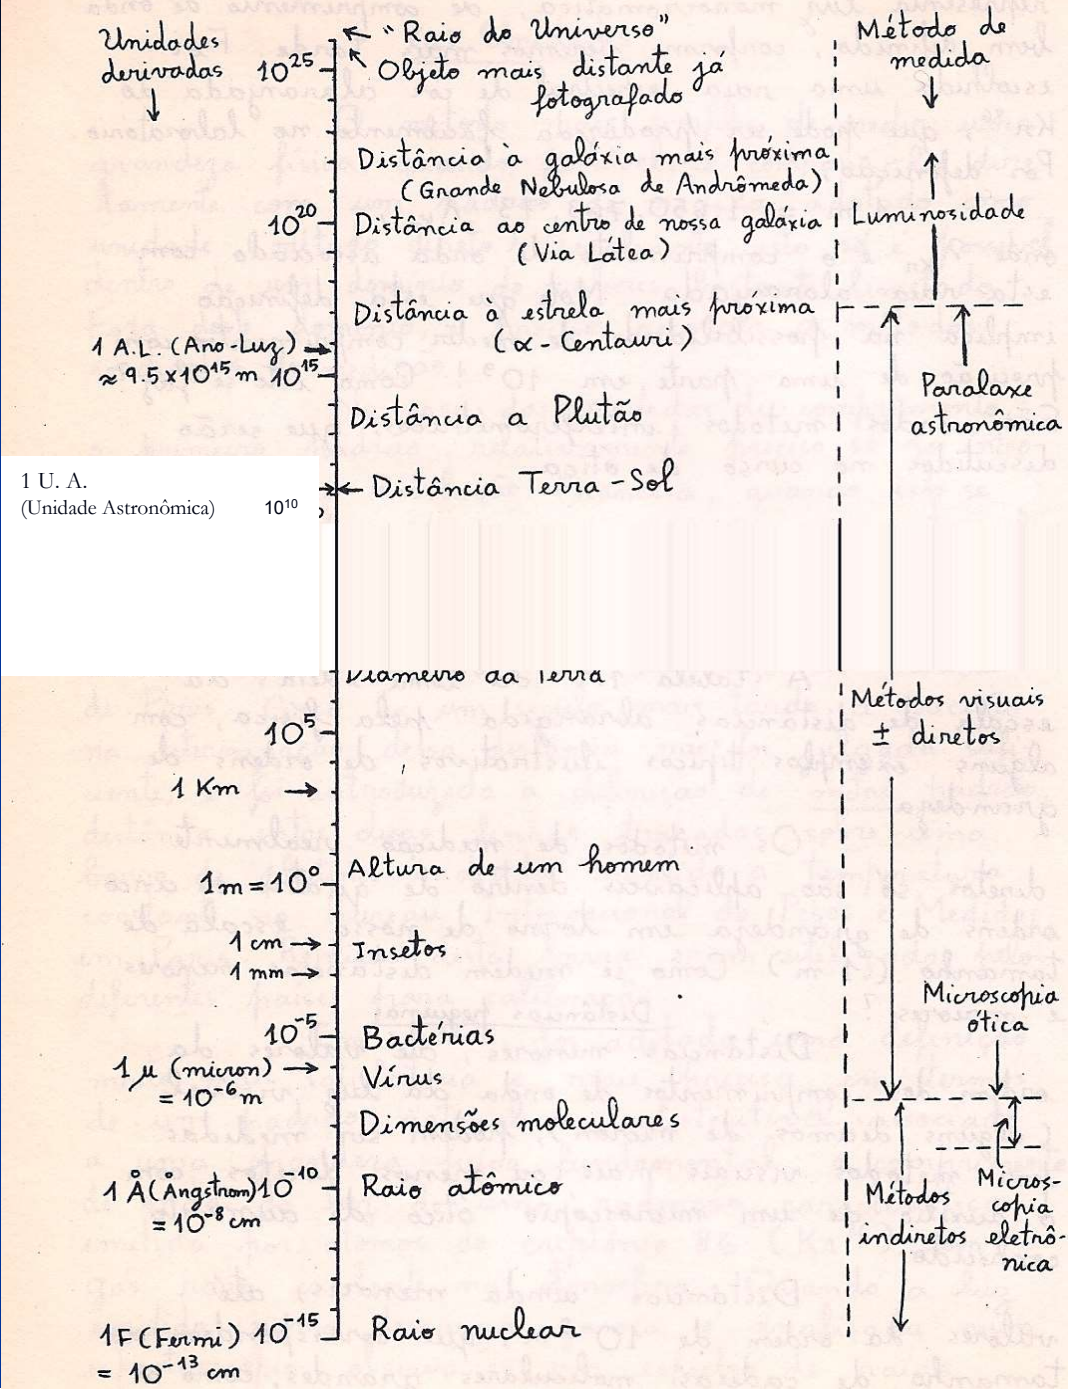 Unidades
derivadas
"Raio do Universo"
Método de
medida
10²⁵
Objeto mais distante já
fotografado
Distância à galáxia mais próxima
(Grande Nebulosa de Andrômeda)
10²⁰
Distância ao centro de nossa galáxia
(Via Látea)
Luminosidade
Distância à estrela mais próxima
(α - Centauri)
1 A.L. (Ano-Luz)
≈ 9.5×10¹⁵ m 10¹⁵
Paralaxe
astronômica
Distância a Plutão
1 U. A.
(Unidade Astronômica) 10¹⁰
Distância Terra-Sol
Diametro da Terra
10⁵
Métodos visuais
± diretos
1 Km
Altura de um homem
1m = 10⁰
1 cm
Insetos
1 mm
Microscopia
ótica
10⁻⁵
Bactérias
1 μ (micron)
= 10⁻⁶ m
Vírus
Dimensões moleculares
1 Å (Ångstrom) 10⁻¹⁰
= 10⁻⁸ cm
Raio atômico
Métodos
indiretos
Micros-
copia
eletrô-
nica
1F (Fermi) 10⁻¹⁵
= 10⁻¹³ cm
Raio nuclear